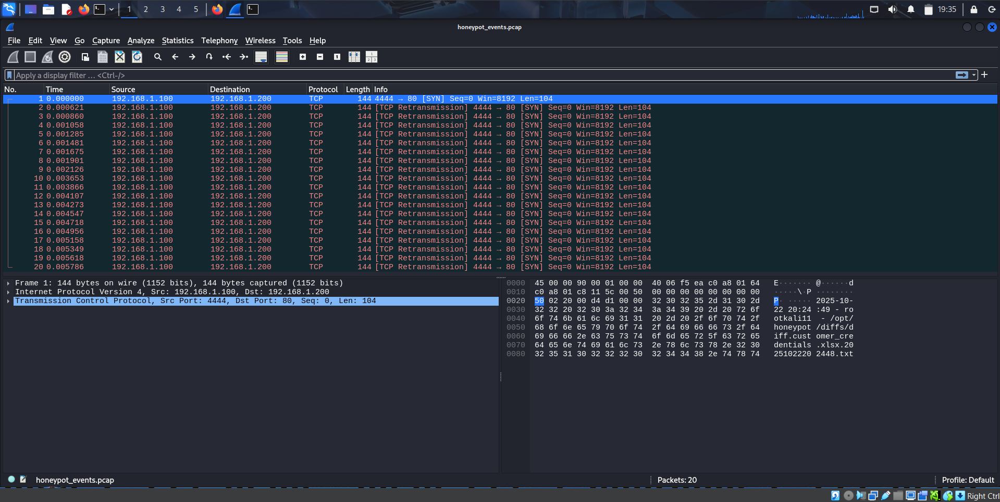 1 2 3 4 5 19:35
honeypot_events.pcap
File Edit View Go Capture Analyze Statistics Telephony Wireless Tools Help
Apply a display filter … <Ctrl-/>
No. Time Source Destination Protocol Length Info
1 0.000000 192.168.1.100 192.168.1.200 TCP 144 4444 → 80 [SYN] Seq=0 Win=8192 Len=104
2 0.000621 192.168.1.100 192.168.1.200 TCP 144 [TCP Retransmission] 4444 → 80 [SYN] Seq=0 Win=8192 Len=104
3 0.000860 192.168.1.100 192.168.1.200 TCP 144 [TCP Retransmission] 4444 → 80 [SYN] Seq=0 Win=8192 Len=104
4 0.001058 192.168.1.100 192.168.1.200 TCP 144 [TCP Retransmission] 4444 → 80 [SYN] Seq=0 Win=8192 Len=104
5 0.001285 192.168.1.100 192.168.1.200 TCP 144 [TCP Retransmission] 4444 → 80 [SYN] Seq=0 Win=8192 Len=104
6 0.001481 192.168.1.100 192.168.1.200 TCP 144 [TCP Retransmission] 4444 → 80 [SYN] Seq=0 Win=8192 Len=104
7 0.001675 192.168.1.100 192.168.1.200 TCP 144 [TCP Retransmission] 4444 → 80 [SYN] Seq=0 Win=8192 Len=104
8 0.001901 192.168.1.100 192.168.1.200 TCP 144 [TCP Retransmission] 4444 → 80 [SYN] Seq=0 Win=8192 Len=104
9 0.002126 192.168.1.100 192.168.1.200 TCP 144 [TCP Retransmission] 4444 → 80 [SYN] Seq=0 Win=8192 Len=104
10 0.003653 192.168.1.100 192.168.1.200 TCP 144 [TCP Retransmission] 4444 → 80 [SYN] Seq=0 Win=8192 Len=104
11 0.003866 192.168.1.100 192.168.1.200 TCP 144 [TCP Retransmission] 4444 → 80 [SYN] Seq=0 Win=8192 Len=104
12 0.004107 192.168.1.100 192.168.1.200 TCP 144 [TCP Retransmission] 4444 → 80 [SYN] Seq=0 Win=8192 Len=104
13 0.004273 192.168.1.100 192.168.1.200 TCP 144 [TCP Retransmission] 4444 → 80 [SYN] Seq=0 Win=8192 Len=104
14 0.004547 192.168.1.100 192.168.1.200 TCP 144 [TCP Retransmission] 4444 → 80 [SYN] Seq=0 Win=8192 Len=104
15 0.004718 192.168.1.100 192.168.1.200 TCP 144 [TCP Retransmission] 4444 → 80 [SYN] Seq=0 Win=8192 Len=104
16 0.004956 192.168.1.100 192.168.1.200 TCP 144 [TCP Retransmission] 4444 → 80 [SYN] Seq=0 Win=8192 Len=104
17 0.005158 192.168.1.100 192.168.1.200 TCP 144 [TCP Retransmission] 4444 → 80 [SYN] Seq=0 Win=8192 Len=104
18 0.005349 192.168.1.100 192.168.1.200 TCP 144 [TCP Retransmission] 4444 → 80 [SYN] Seq=0 Win=8192 Len=104
19 0.005618 192.168.1.100 192.168.1.200 TCP 144 [TCP Retransmission] 4444 → 80 [SYN] Seq=0 Win=8192 Len=104
20 0.005786 192.168.1.100 192.168.1.200 TCP 144 [TCP Retransmission] 4444 → 80 [SYN] Seq=0 Win=8192 Len=104
Frame 1: 144 bytes on wire (1152 bits), 144 bytes captured (1152 bits)
Internet Protocol Version 4, Src: 192.168.1.100, Dst: 192.168.1.200
Transmission Control Protocol, Src Port: 4444, Dst Port: 80, Seq: 0, Len: 104
0000 45 00 00 90 00 01 00 00 40 06 f5 ea c0 a8 01 64 E······· @······d
0010 c0 a8 01 c8 11 5c 00 50 00 00 00 00 00 00 00 00 ·····\·P ········
0020 50 02 20 00 d4 d1 00 00 32 30 32 35 2d 31 30 2d P· ····· 2025-10-
0030 32 32 20 32 30 3a 32 34 3a 34 39 20 2d 20 72 6f 22 20:24 :49 - ro
0040 6f 74 6b 61 6c 69 31 31 20 2d 20 2f 6f 70 74 2f otkali11 - /opt/
0050 68 6f 6e 65 79 70 6f 74 2f 64 69 66 66 73 2f 64 honeypot /diffs/d
0060 69 66 66 2e 63 75 73 74 6f 6d 65 72 5f 63 72 65 iff.cust omer_cre
0070 64 65 6e 74 69 61 6c 73 2e 78 6c 73 78 2e 32 30 dentials .xlsx.20
0080 32 35 31 30 32 32 32 30 32 34 34 38 2e 74 78 74 25102220 2448.txt
honeypot_events.pcap Packets: 20 Profile: Default
Right Ctrl